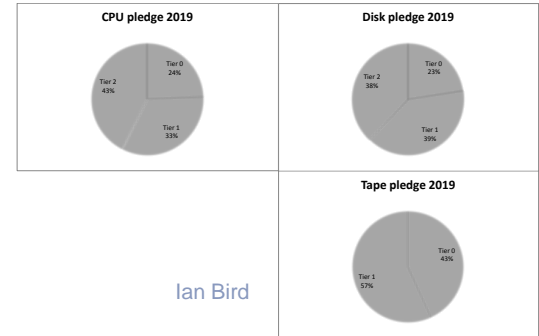 CPU pledge 2019
Tier 0
24%
Tier 1
33%
Tier 2
43%
Disk pledge 2019
Tier 0
23%
Tier 1
39%
Tier 2
38%
Tape pledge 2019
Tier 0
43%
Tier 1
57%
Ian Bird